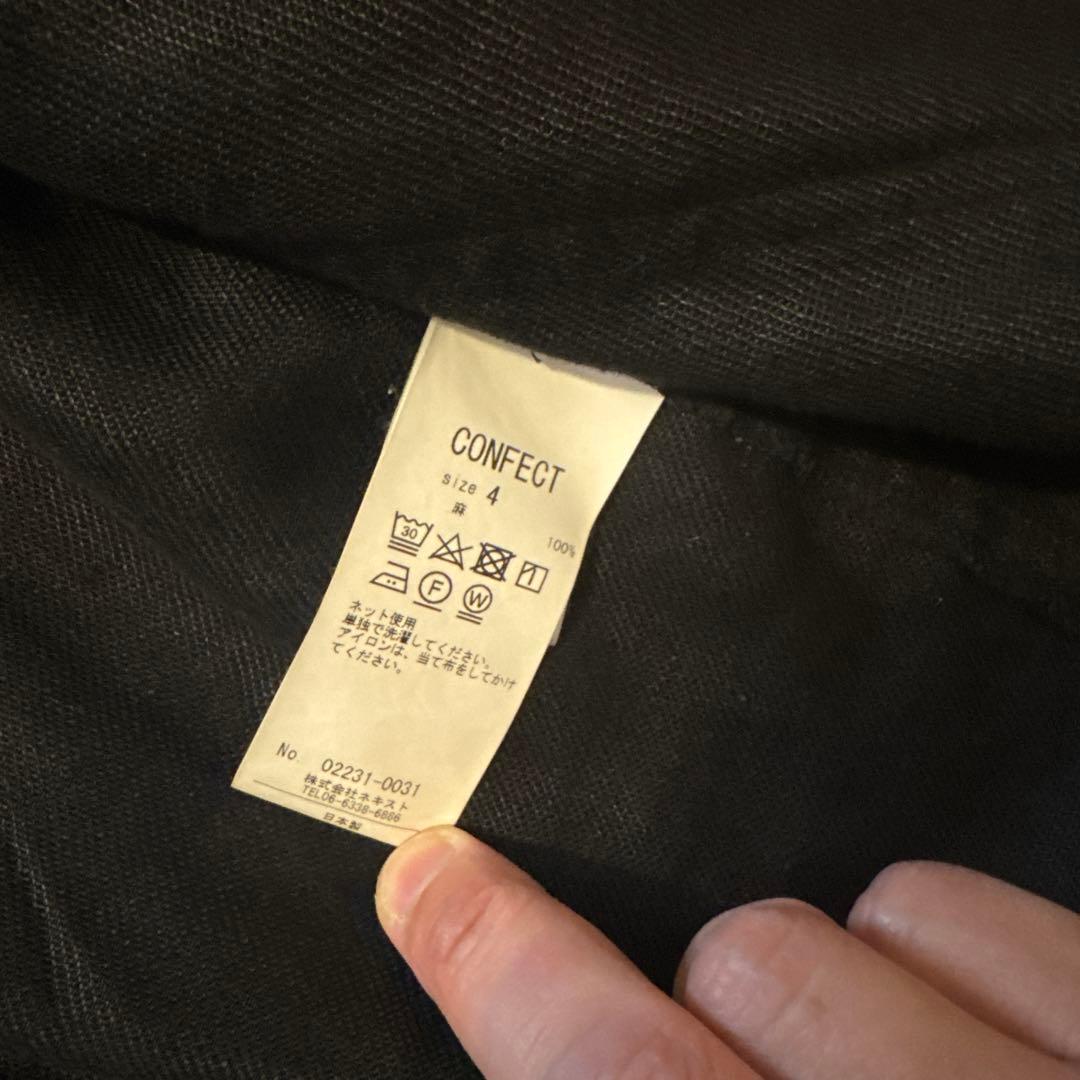 CONFECT
size 4
麻 100%
30
F W
ネット使用
単独で洗濯してください。
アイロンは、当て布をしてかけ
てください。
No. 02231-0031
株式会社ネキスト
TEL06-6338-6886
日本製